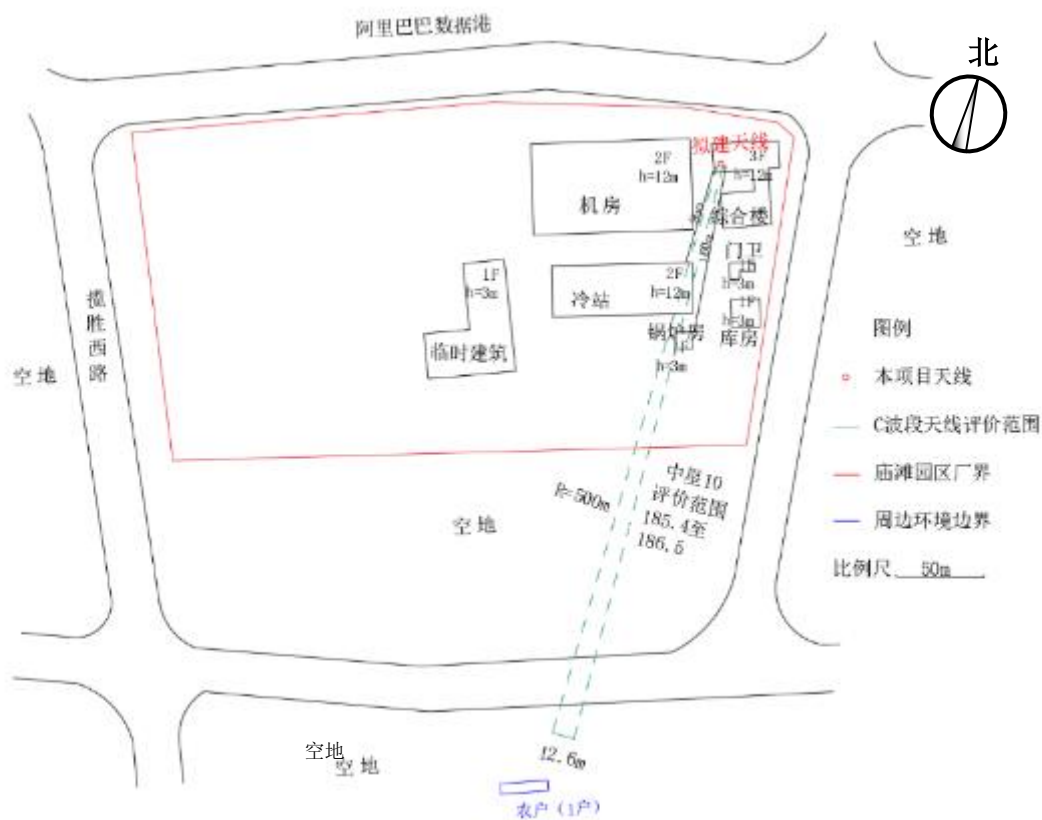 阿里巴巴数据港
北
拟建天线
2F
h=12m
机房
3F
h=12m
综合楼
空地
门卫
h=3m
2F
h=12m
冷站
1F
h=3m
1F
h=3m
库房
锅炉房
h=3m
临时建筑
揽胜西路
空地
图例
本项目天线
C波段天线评价范围
庙滩园区厂界
周边环境边界
比例尺 50m
中星10
评价范围
185.4至
186.5
R=500m
空地
12.6m
空地
空地
农户（1户）